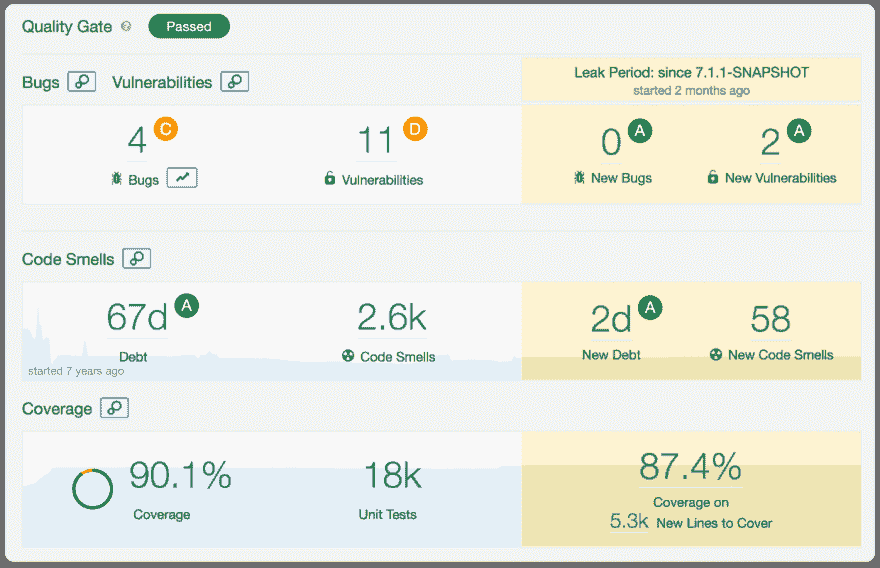 Quality Gate Passed
Bugs Vulnerabilities
Leak Period: since 7.1.1-SNAPSHOT
started 2 months ago
4 C
Bugs
11 D
Vulnerabilities
0 A
New Bugs
2 A
New Vulnerabilities
Code Smells
67d A
Debt
started 7 years ago
2.6k
Code Smells
2d A
New Debt
58
New Code Smells
Coverage
90.1%
Coverage
18k
Unit Tests
87.4%
Coverage on
5.3k New Lines to Cover